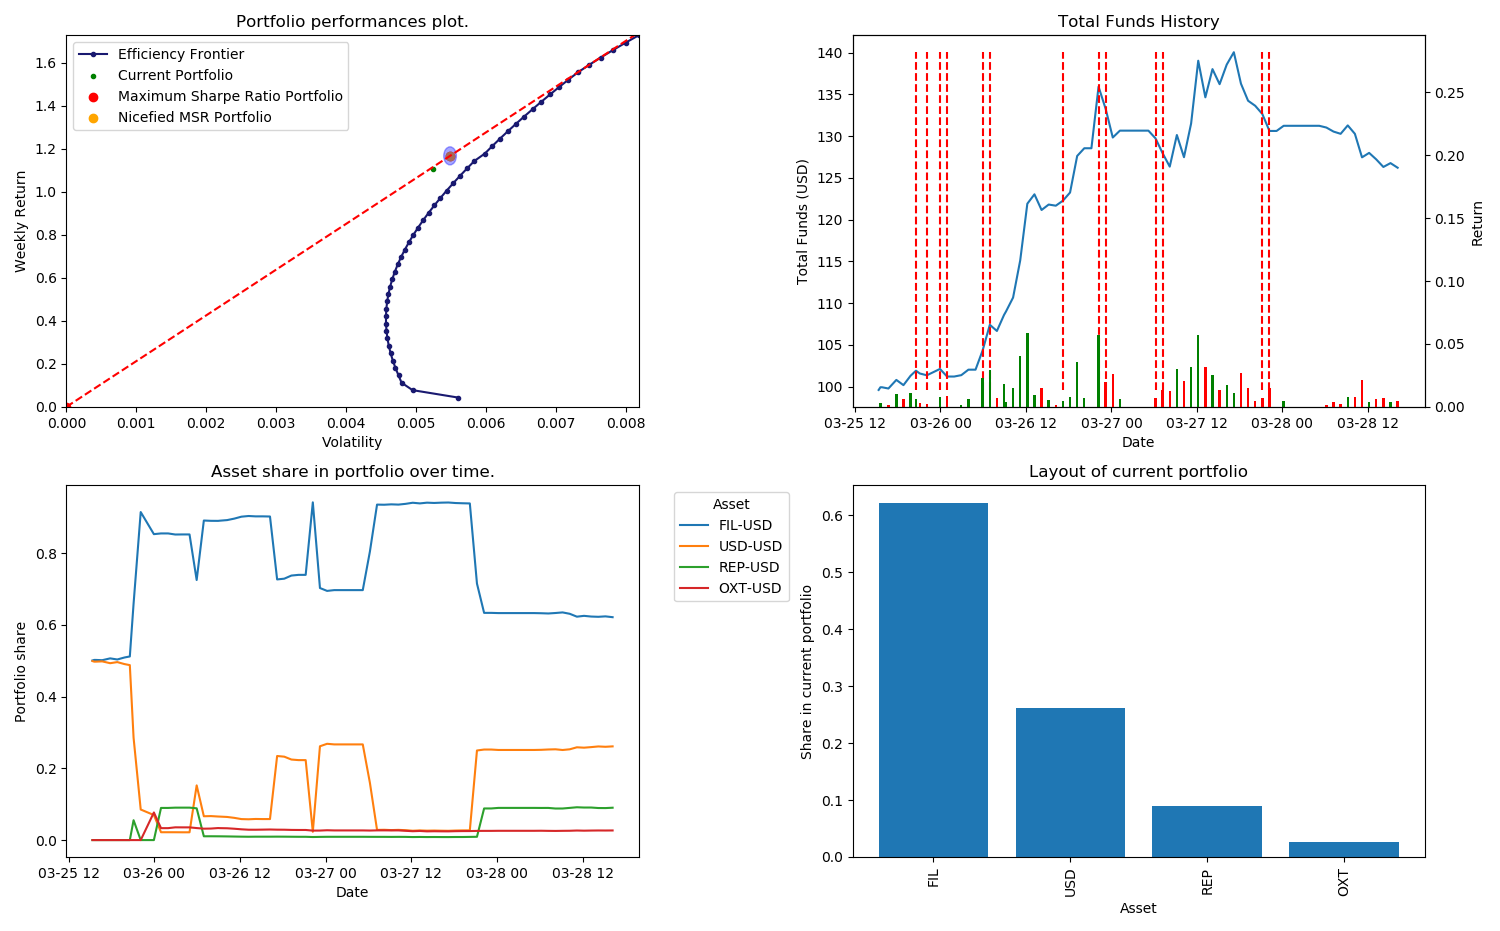 Portfolio performances plot.
Efficiency Frontier
Current Portfolio
Maximum Sharpe Ratio Portfolio
Nicefied MSR Portfolio
Weekly Return
1.6
1.4
1.2
1.0
0.8
0.6
0.4
0.2
0.0
0.000 0.001 0.002 0.003 0.004 0.005 0.006 0.007 0.008
Volatility
Total Funds History
Total Funds (USD)
140
135
130
125
120
115
110
105
100
0.25
0.20
0.15
0.10
0.05
0.00
Return
03-25 12 03-26 00 03-26 12 03-27 00 03-27 12 03-28 00 03-28 12
Date
Asset share in portfolio over time.
Portfolio share
0.8
0.6
0.4
0.2
0.0
03-25 12 03-26 00 03-26 12 03-27 00 03-27 12 03-28 00 03-28 12
Date
Asset
FIL-USD
USD-USD
REP-USD
OXT-USD
Layout of current portfolio
Share in current portfolio
0.6
0.5
0.4
0.3
0.2
0.1
0.0
FIL USD REP OXT
Asset